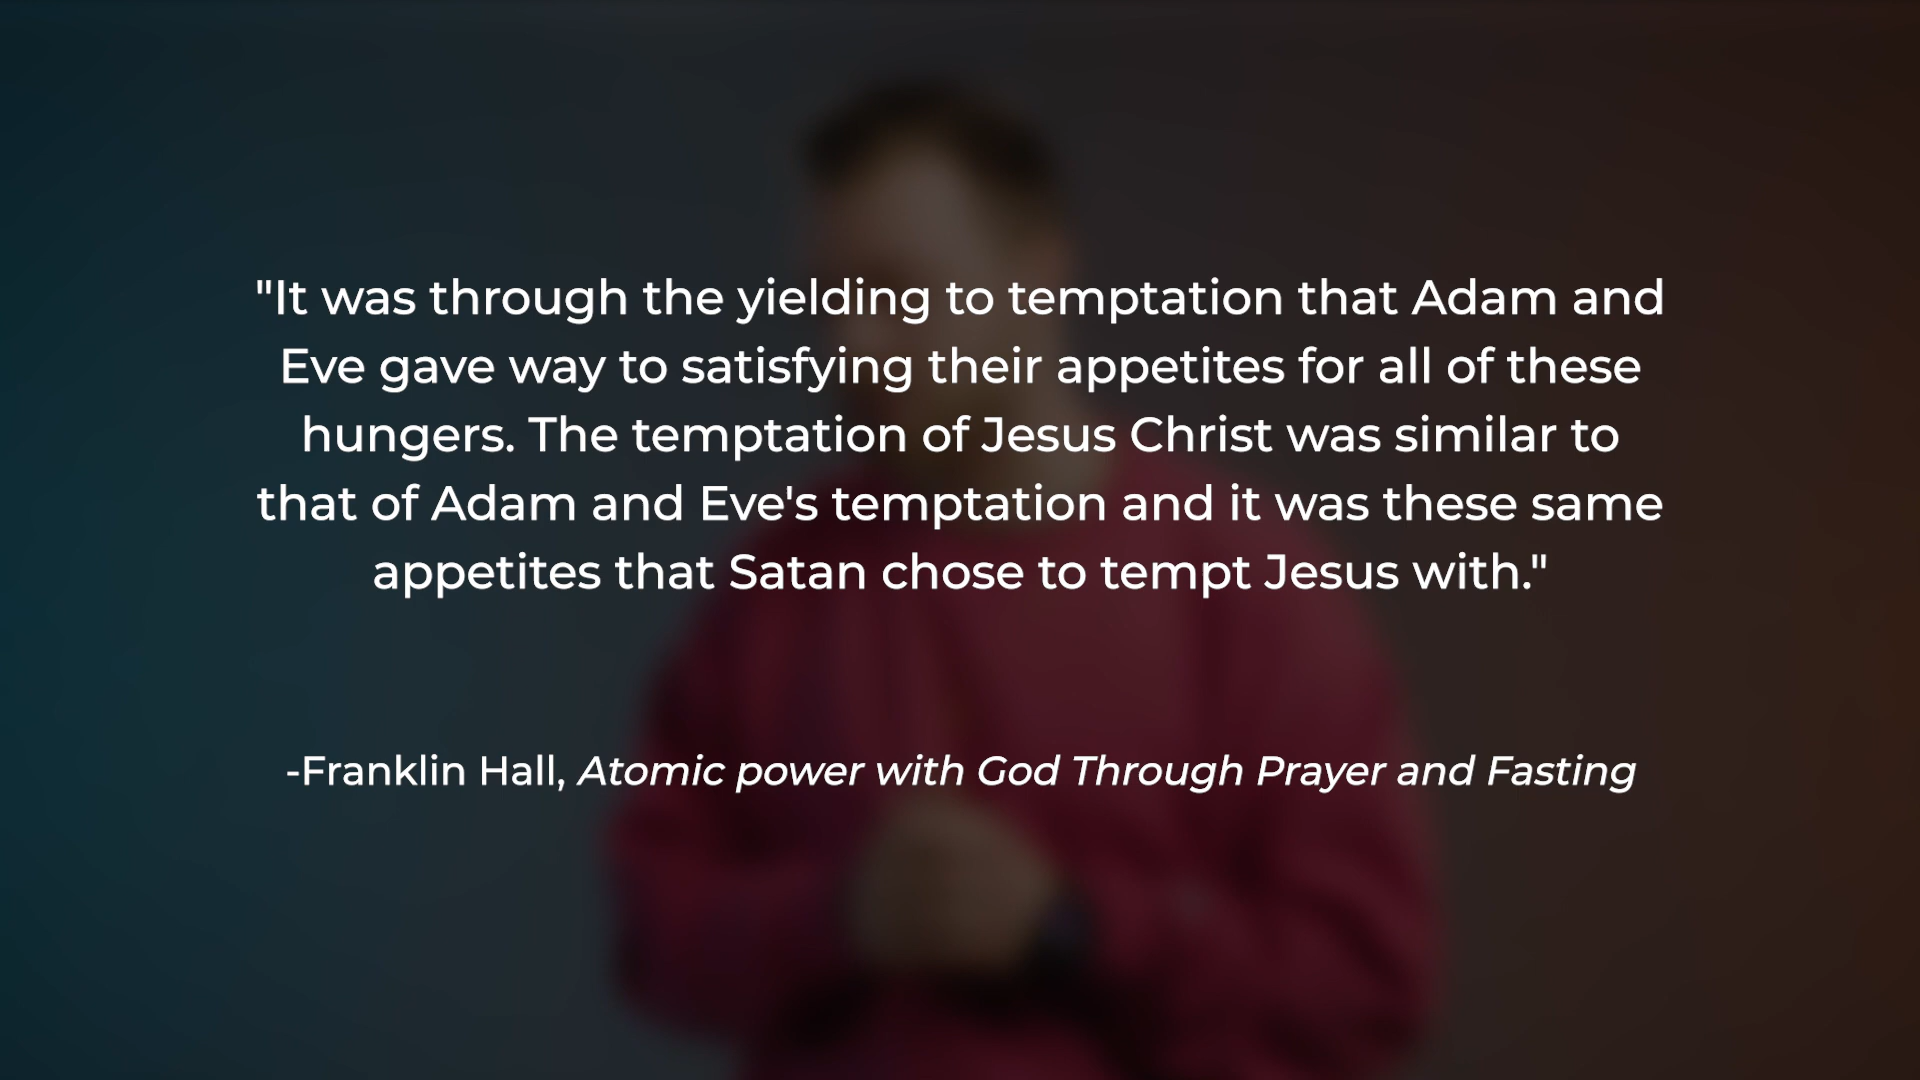 "It was through the yielding to temptation that Adam and
Eve gave way to satisfying their appetites for all of these
hungers. The temptation of Jesus Christ was similar to
that of Adam and Eve's temptation and it was these same
appetites that Satan chose to tempt Jesus with."
-Franklin Hall, Atomic power with God Through Prayer and Fasting